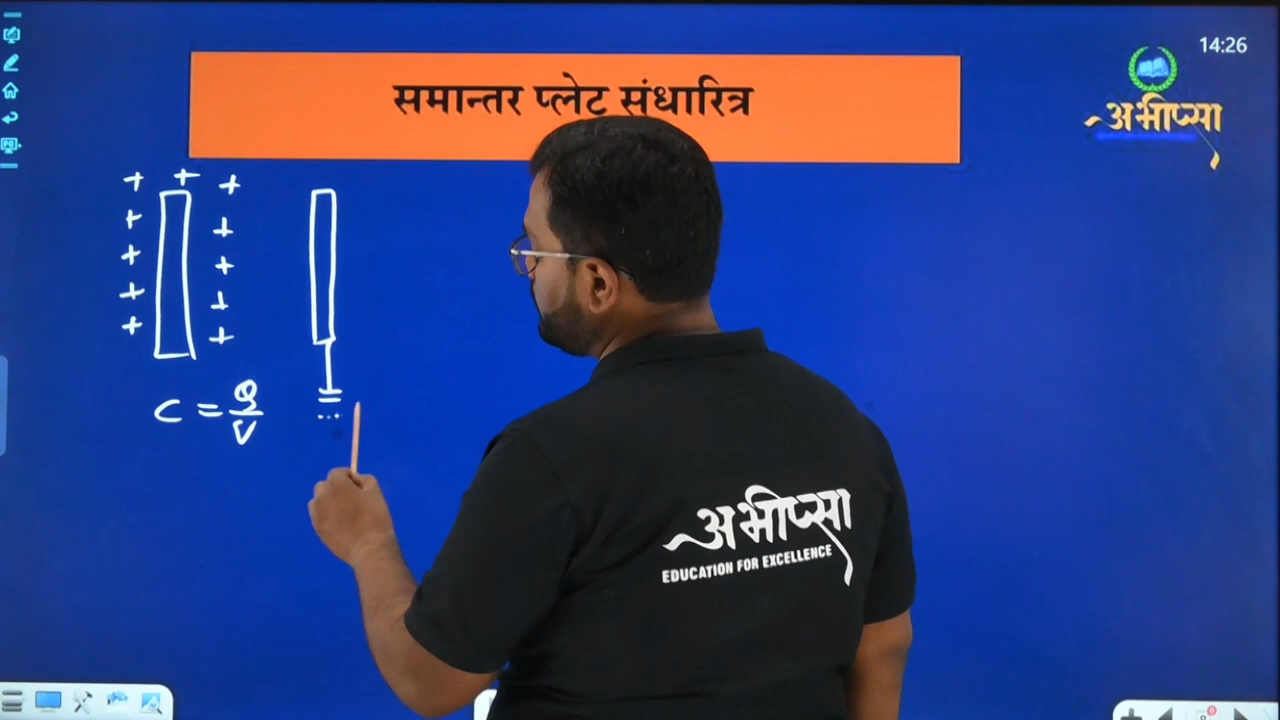 14:26
समान्तर प्लेट संधारित्र
अभीप्सा
+ + +
+ +
+ +
+ +
+ +
C = Q/V
अभीप्सा
EDUCATION FOR EXCELLENCE